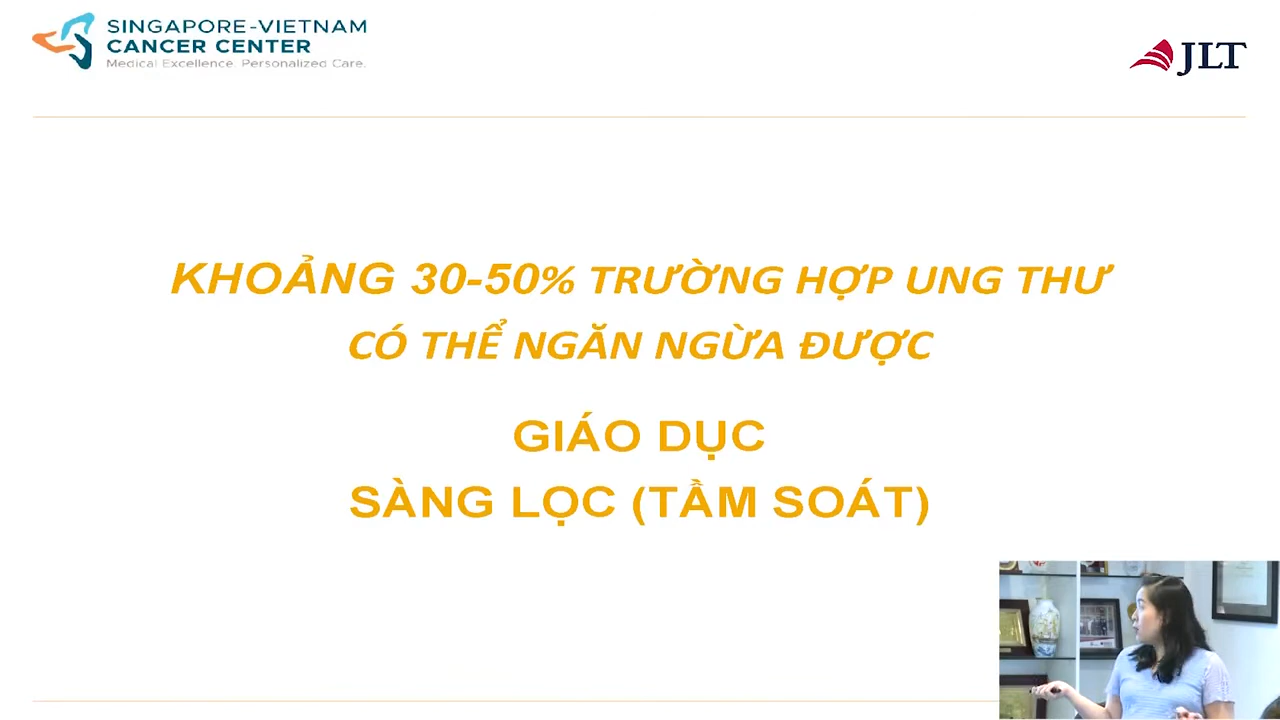 SINGAPORE-VIETNAM
CANCER CENTER
Medical Excellence. Personalized Care.
JLT
KHOẢNG 30-50% TRƯỜNG HỢP UNG THƯ
CÓ THỂ NGĂN NGỪA ĐƯỢC
GIÁO DỤC
SÀNG LỌC (TẦM SOÁT)